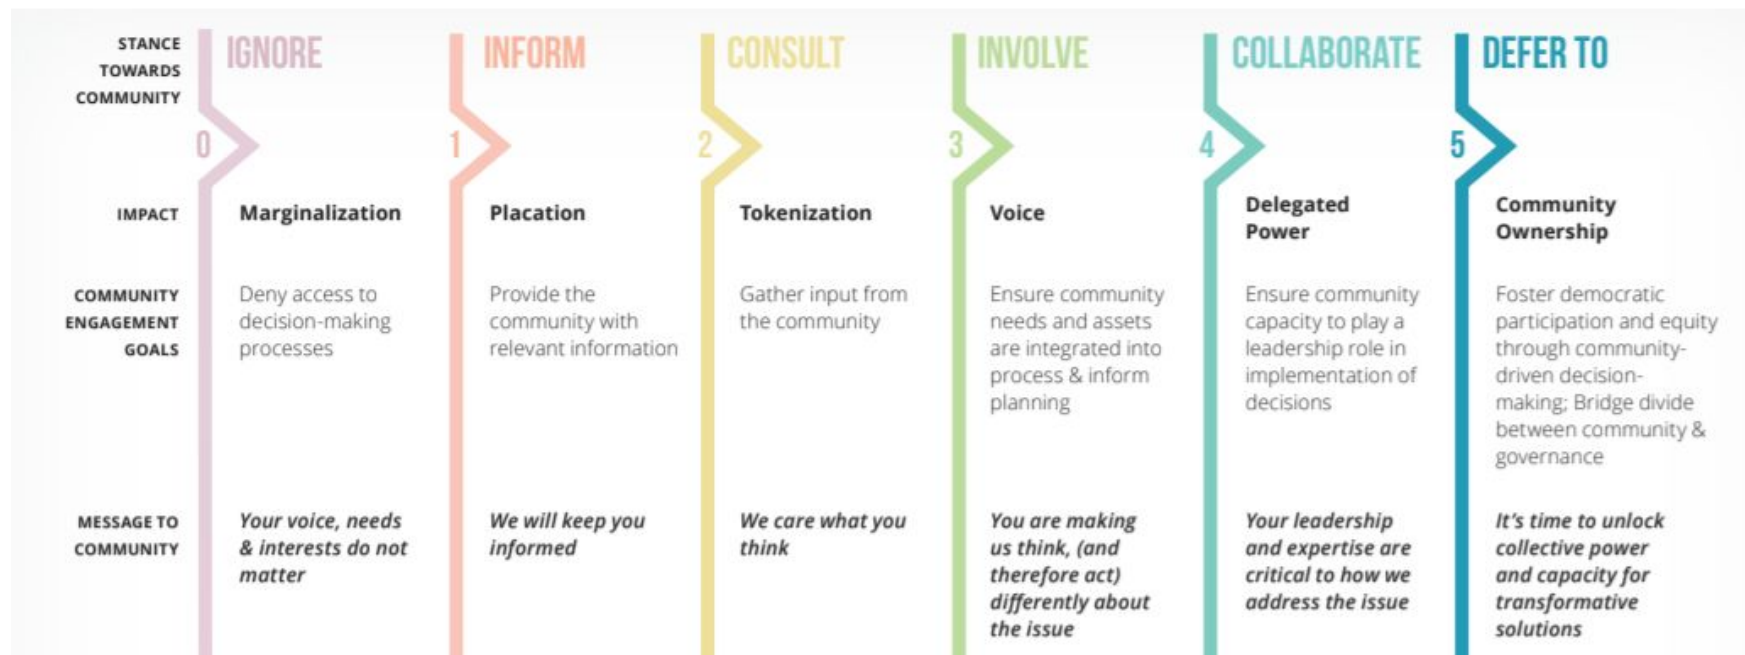 STANCE
TOWARDS
COMMUNITY
IGNORE
INFORM
CONSULT
INVOLVE
COLLABORATE
DEFER TO
0
1
2
3
4
5
IMPACT
Marginalization
Placation
Tokenization
Voice
Delegated
Power
Community
Ownership
COMMUNITY
ENGAGEMENT
GOALS
Deny access to
decision-making
processes
Provide the
community with
relevant information
Gather input from
the community
Ensure community
needs and assets
are integrated into
process & inform
planning
Ensure community
capacity to play a
leadership role in
implementation of
decisions
Foster democratic
participation and equity
through community-
driven decision-
making; Bridge divide
between community &
governance
MESSAGE TO
COMMUNITY
Your voice, needs
& interests do not
matter
We will keep you
informed
We care what you
think
You are making
us think, (and
therefore act)
differently about
the issue
Your leadership
and expertise are
critical to how we
address the issue
It's time to unlock
collective power
and capacity for
transformative
solutions